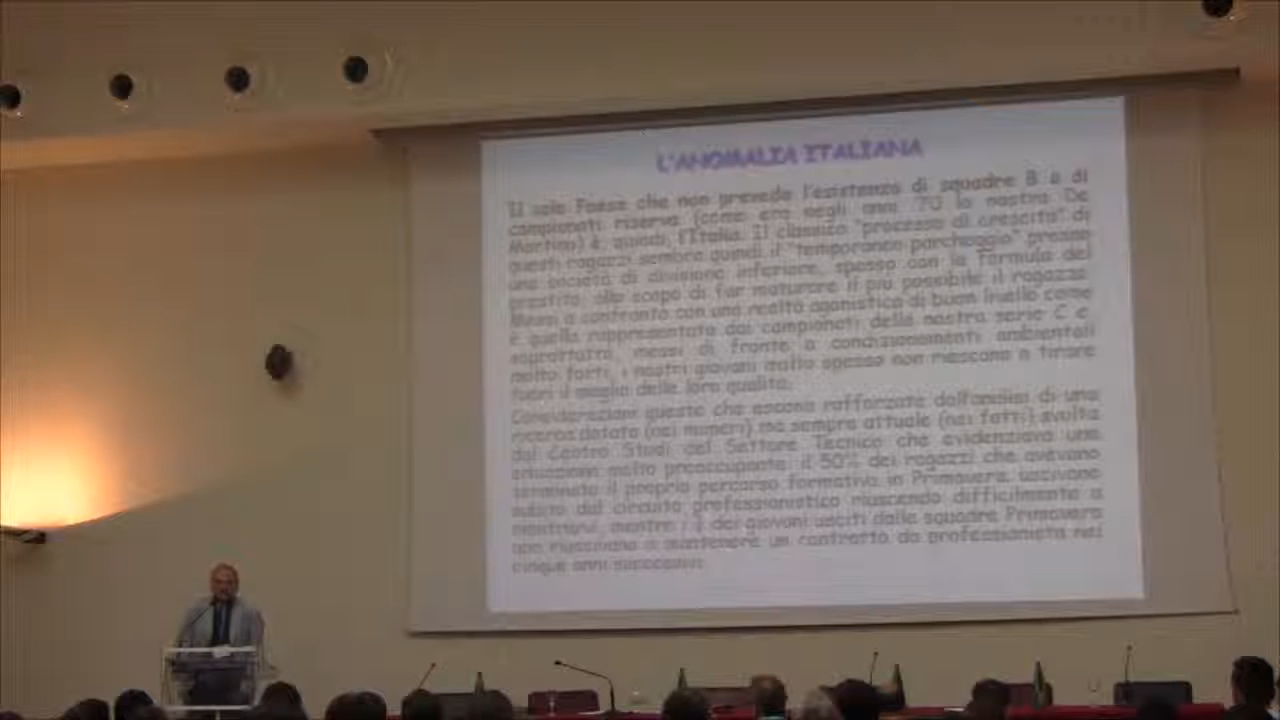 L'ANOMALIA ITALIANA
Il solo Paese che non prevede l'esistenza di squadre B o di
campionati riserva (come era negli anni '70 la nostra De
Martino) è, quindi, l'Italia. Il classico "processo di crescita" di
questi ragazzi sembra quindi il "temporaneo parcheggio" presso
una società di divisione inferiore, spesso con la formula del
prestito, allo scopo di far maturare il più possibile il ragazzo.
Messi a confronto con una realtà agonistica di buon livello come
è quella rappresentata dai campionati della nostra serie C e,
soprattutto, messi di fronte a condizionamenti ambientali
molto forti, i nostri giovani molto spesso non riescono a tirare
fuori il meglio delle loro qualità.
Considerazioni queste che escono rafforzate dall'analisi di una
ricerca datata (nei numeri) ma sempre attuale (nei fatti) svolta
dal Centro Studi del Settore Tecnico che evidenziava una
situazione molto preoccupante: il 50% dei ragazzi che avevano
terminato il proprio percorso formativo in Primavera, uscivano
subito dal circuito professionistico riuscendo difficilmente a
rientrarvi, mentre i dei giovani usciti dalle squadre Primavera
non riuscivano a mantenere un contratto da professionista nei
cinque anni successivi.